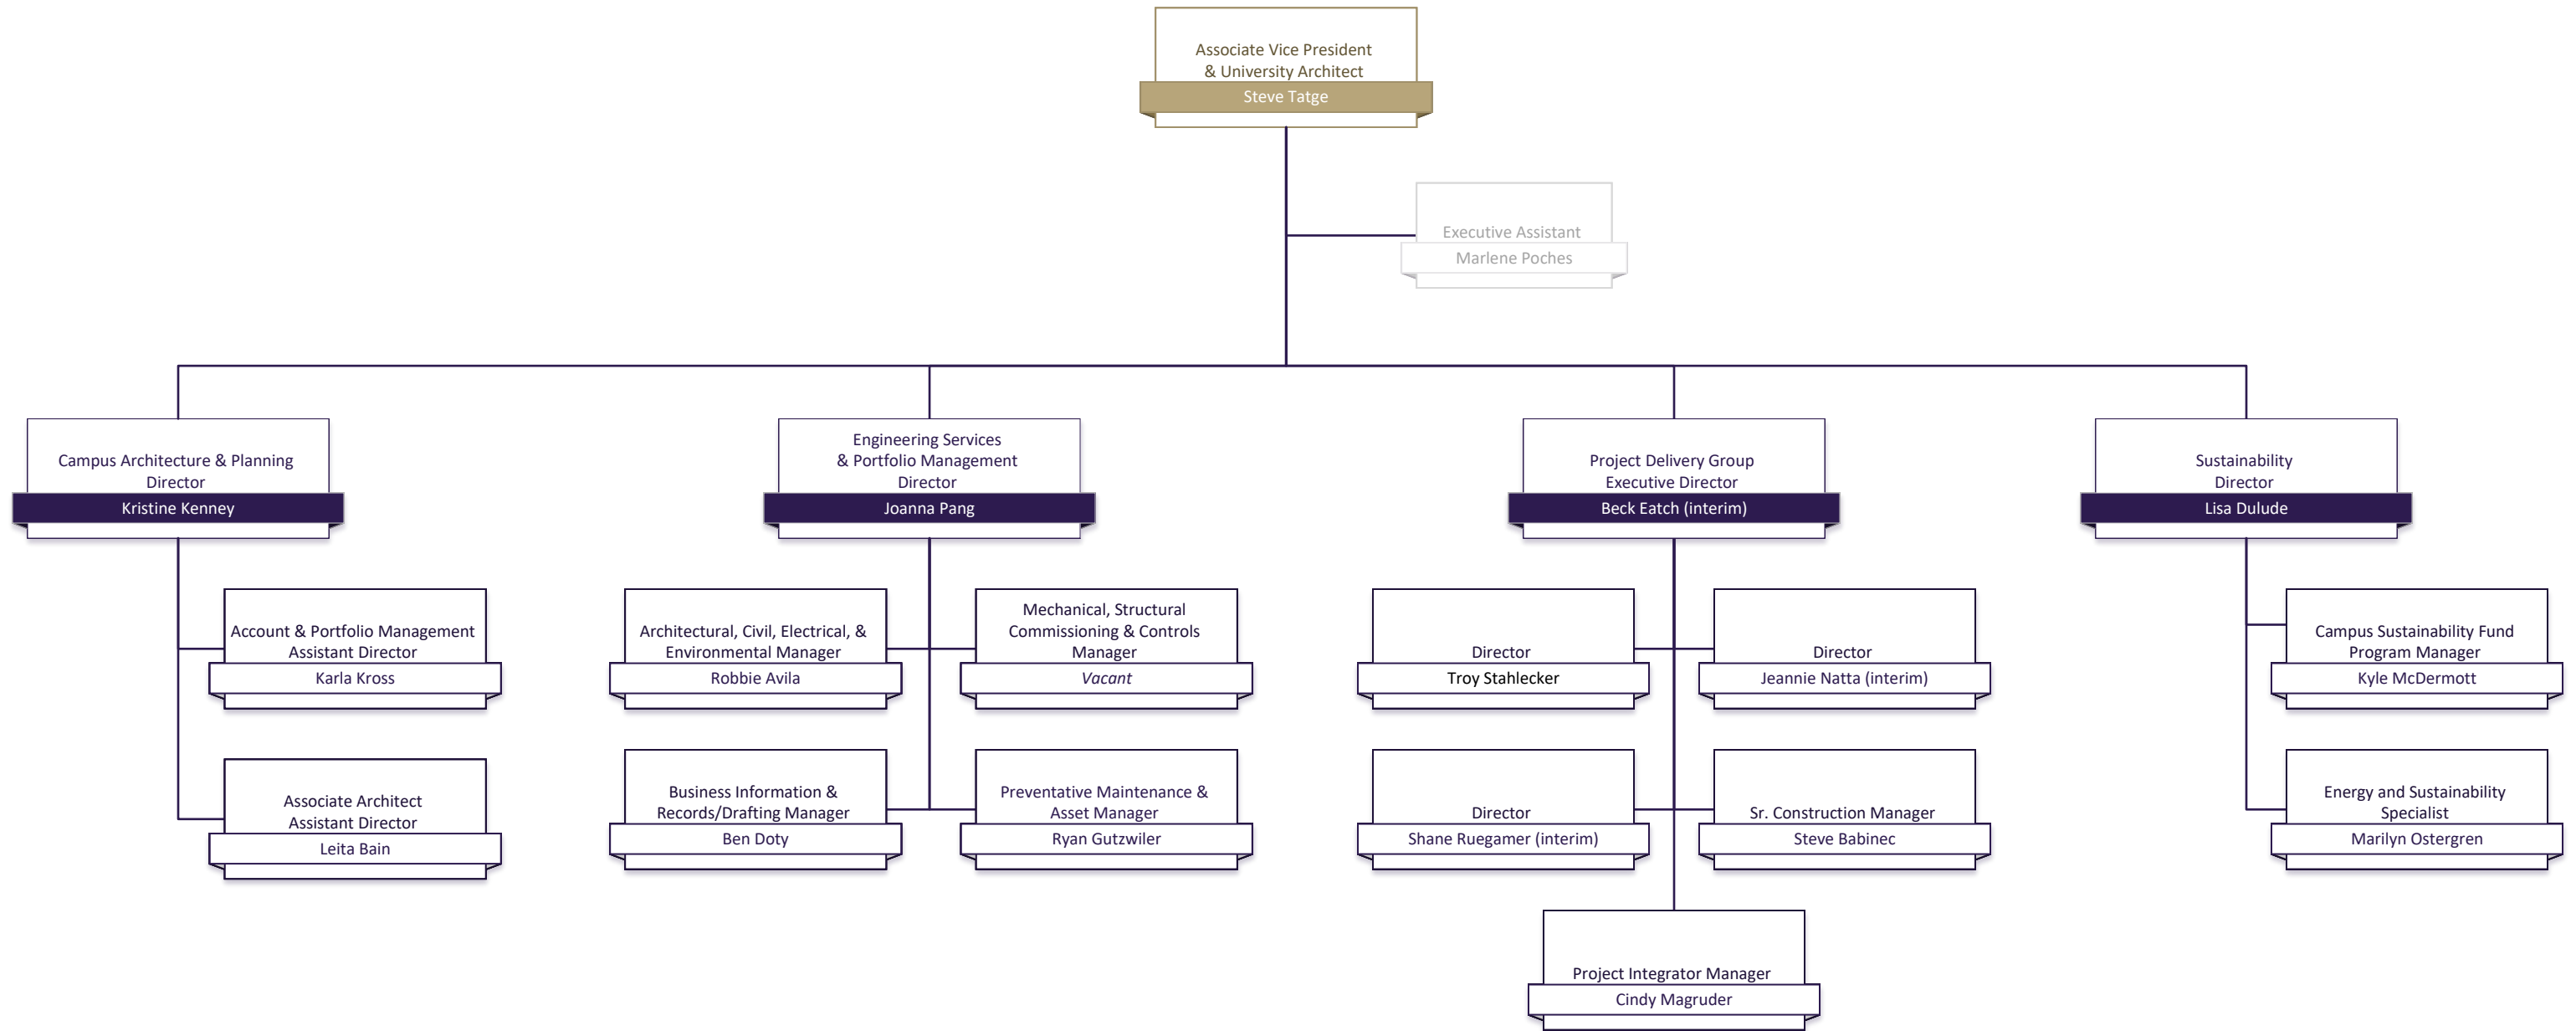 Associate Vice President
& University Architect
Steve Tatge
Executive Assistant
Marlene Poches
Campus Architecture & Planning
Director
Kristine Kenney
Engineering Services
& Portfolio Management
Director
Joanna Pang
Project Delivery Group
Executive Director
Beck Eatch (interim)
Sustainability
Director
Lisa Dulude
Account & Portfolio Management
Assistant Director
Karla Kross
Architectural, Civil, Electrical, &
Environmental Manager
Robbie Avila
Mechanical, Structural
Commissioning & Controls
Manager
Vacant
Director
Troy Stahlecker
Director
Jeannie Natta (interim)
Campus Sustainability Fund
Program Manager
Kyle McDermott
Associate Architect
Assistant Director
Leita Bain
Business Information &
Records/Drafting Manager
Ben Doty
Preventative Maintenance &
Asset Manager
Ryan Gutzwiler
Director
Shane Ruegamer (interim)
Sr. Construction Manager
Steve Babinec
Energy and Sustainability
Specialist
Marilyn Ostergren
Project Integrator Manager
Cindy Magruder